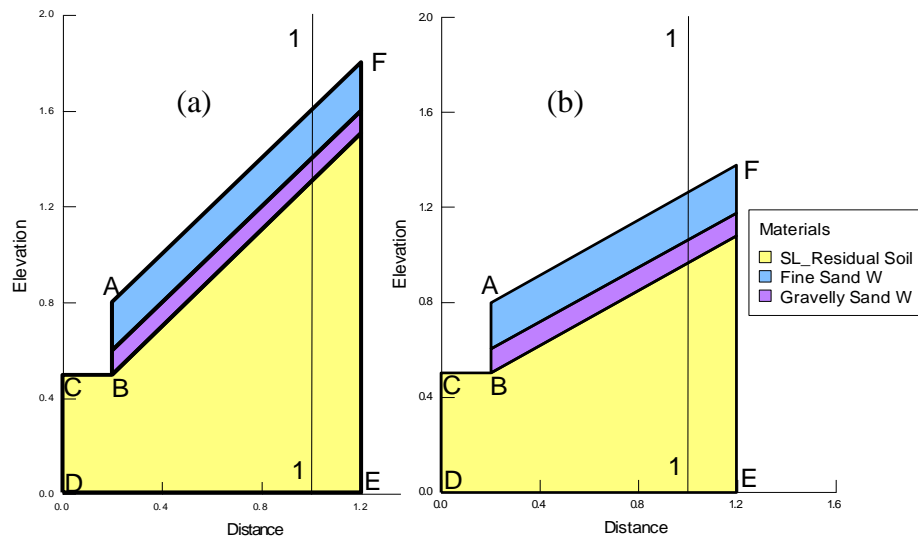 2.0
1.6
1.2
0.8
0.4
0.0
Elevation
0.0
0.4
0.8
1.2
Distance
(a)
1
1
A
B
C
D
E
F
2.0
1.6
1.2
0.8
0.4
0.0
Elevation
0.0
0.4
0.8
1.2
1.6
Distance
(b)
1
1
A
B
C
D
E
F
Materials
SL_Residual Soil
Fine Sand W
Gravelly Sand W